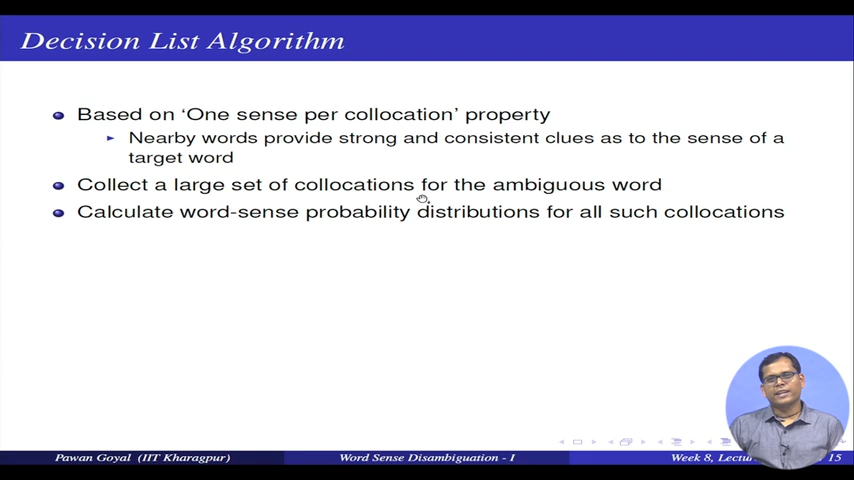 Decision List Algorithm
Based on 'One sense per collocation' property
Nearby words provide strong and consistent clues as to the sense of a
target word
Collect a large set of collocations for the ambiguous word
Calculate word-sense probability distributions for all such collocations
Pawan Goyal (IIT Kharagpur) Word Sense Disambiguation - I Week 8, 15